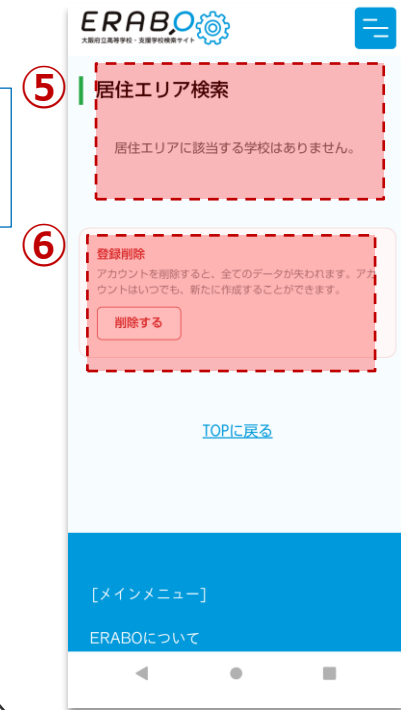 ERABO
大阪府立高等学校・支援学校検索サイト
⑤
居住エリア検索
居住エリアに該当する学校はありません。
⑥
登録削除
アカウントを削除すると、全てのデータが失われます。アカ
ウントはいつでも、新たに作成することができます。
削除する
TOPに戻る
[メインメニュー]
ERABOについて